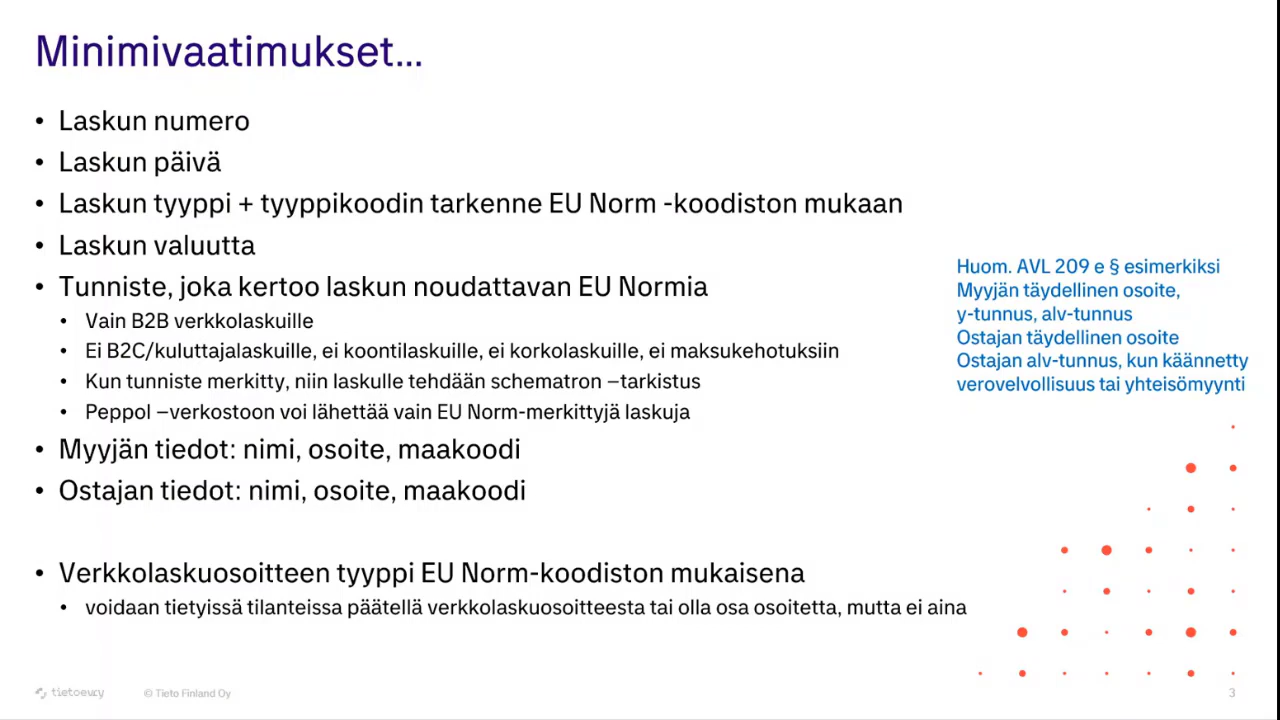 Minimivaatimukset...
• Laskun numero
• Laskun päivä
• Laskun tyyppi + tyyppikoodin tarkenne EU Norm -koodiston mukaan
• Laskun valuutta
• Tunniste, joka kertoo laskun noudattavan EU Normia
• Vain B2B verkkolaskuille
• Ei B2C/kuluttajalaskuille, ei koontilaskuille, ei korkolaskuille, ei maksukehotuksiin
• Kun tunniste merkitty, niin laskulle tehdään schematron –tarkistus
• Peppol –verkostoon voi lähettää vain EU Norm-merkittyjä laskuja
• Myyjän tiedot: nimi, osoite, maakoodi
• Ostajan tiedot: nimi, osoite, maakoodi
• Verkkolaskuosoitteen tyyppi EU Norm-koodiston mukaisena
• voidaan tietyissä tilanteissa päätellä verkkolaskuosoitteesta tai olla osa osoitetta, mutta ei aina
Huom. AVL 209 e § esimerkiksi
Myyjän täydellinen osoite,
y-tunnus, alv-tunnus
Ostajan täydellinen osoite
Ostajan alv-tunnus, kun käännetty
verovelvollisuus tai yhteisömyynti
tietoevry
© Tieto Finland Oy
3